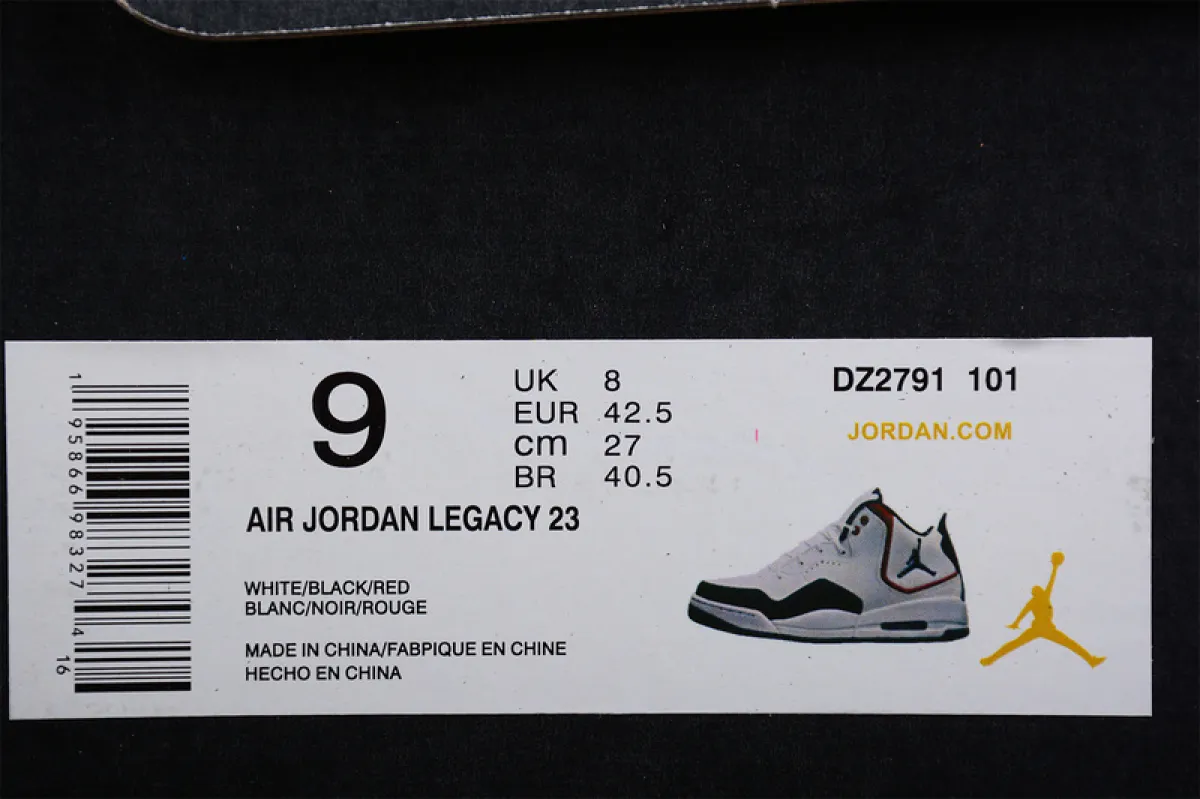 1 95866 98327 4 16
9
UK 8
EUR 42.5
cm 27
BR 40.5
DZ2791 101
JORDAN.COM
AIR JORDAN LEGACY 23
WHITE/BLACK/RED
BLANC/NOIR/ROUGE
MADE IN CHINA/FABPIQUE EN CHINE
HECHO EN CHINA